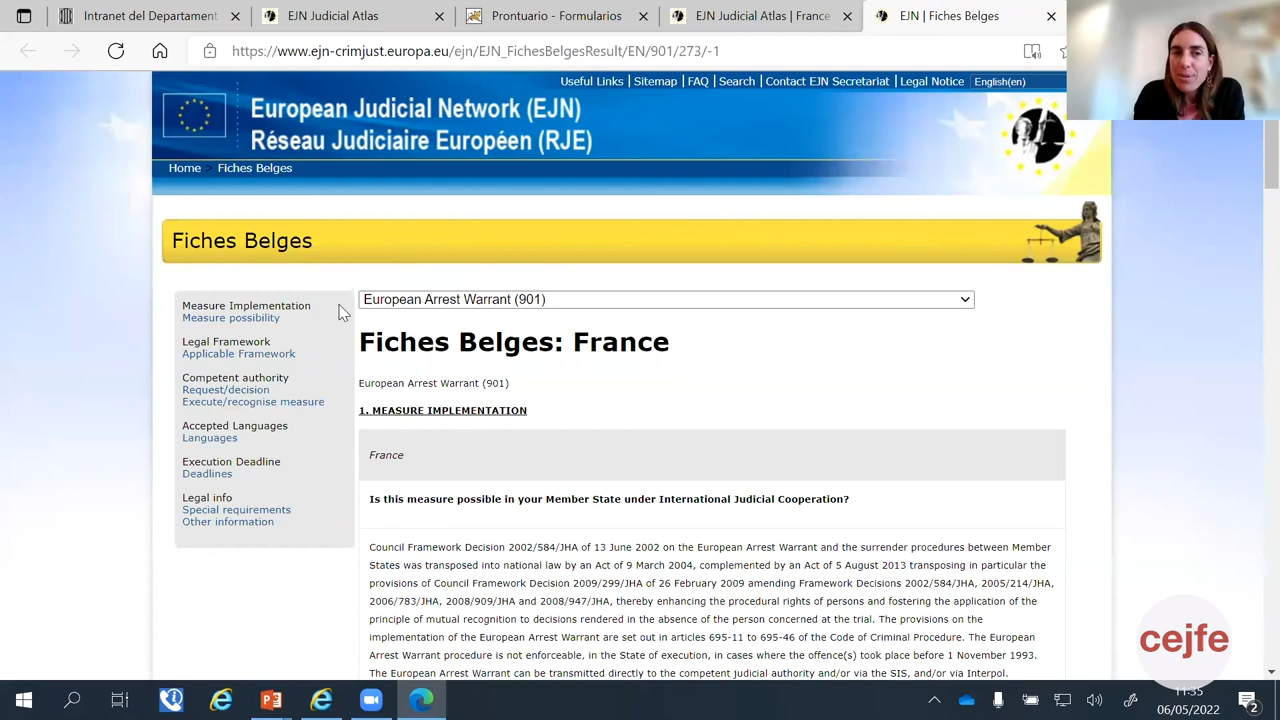 Intranet del Departament
EJN Judicial Atlas
Prontuario - Formularios
EJN Judicial Atlas | France
EJN | Fiches Belges
https://www.ejn-crimjust.europa.eu/ejn/EJN_FichesBelgesResult/EN/901/273/-1
Useful Links | Sitemap | FAQ | Search | Contact EJN Secretariat | Legal Notice
English(en)
European Judicial Network (EJN)
Réseau Judiciaire Européen (RJE)
Home > Fiches Belges
Fiches Belges
Measure Implementation
Measure possibility
Legal Framework
Applicable Framework
Competent authority
Request/decision
Execute/recognise measure
Accepted Languages
Languages
Execution Deadline
Deadlines
Legal info
Special requirements
Other information
European Arrest Warrant (901)
Fiches Belges: France
European Arrest Warrant (901)
1. MEASURE IMPLEMENTATION
France
Is this measure possible in your Member State under International Judicial Cooperation?
Council Framework Decision 2002/584/JHA of 13 June 2002 on the European Arrest Warrant and the surrender procedures between Member
States was transposed into national law by an Act of 9 March 2004, complemented by an Act of 5 August 2013 transposing in particular the
provisions of Council Framework Decision 2009/299/JHA of 26 February 2009 amending Framework Decisions 2002/584/JHA, 2005/214/JHA,
2006/783/JHA, 2008/909/JHA and 2008/947/JHA, thereby enhancing the procedural rights of persons and fostering the application of the
principle of mutual recognition to decisions rendered in the absence of the person concerned at the trial. The provisions on the
implementation of the European Arrest Warrant are set out in articles 695-11 to 695-46 of the Code of Criminal Procedure. The European
Arrest Warrant procedure is not enforceable, in the State of execution, in cases where the offence(s) took place before 1 November 1993.
The European Arrest Warrant can be transmitted directly to the competent judicial authority and/or via the SIS, and/or via Interpol.
cejfe
11:35
06/05/2022
2